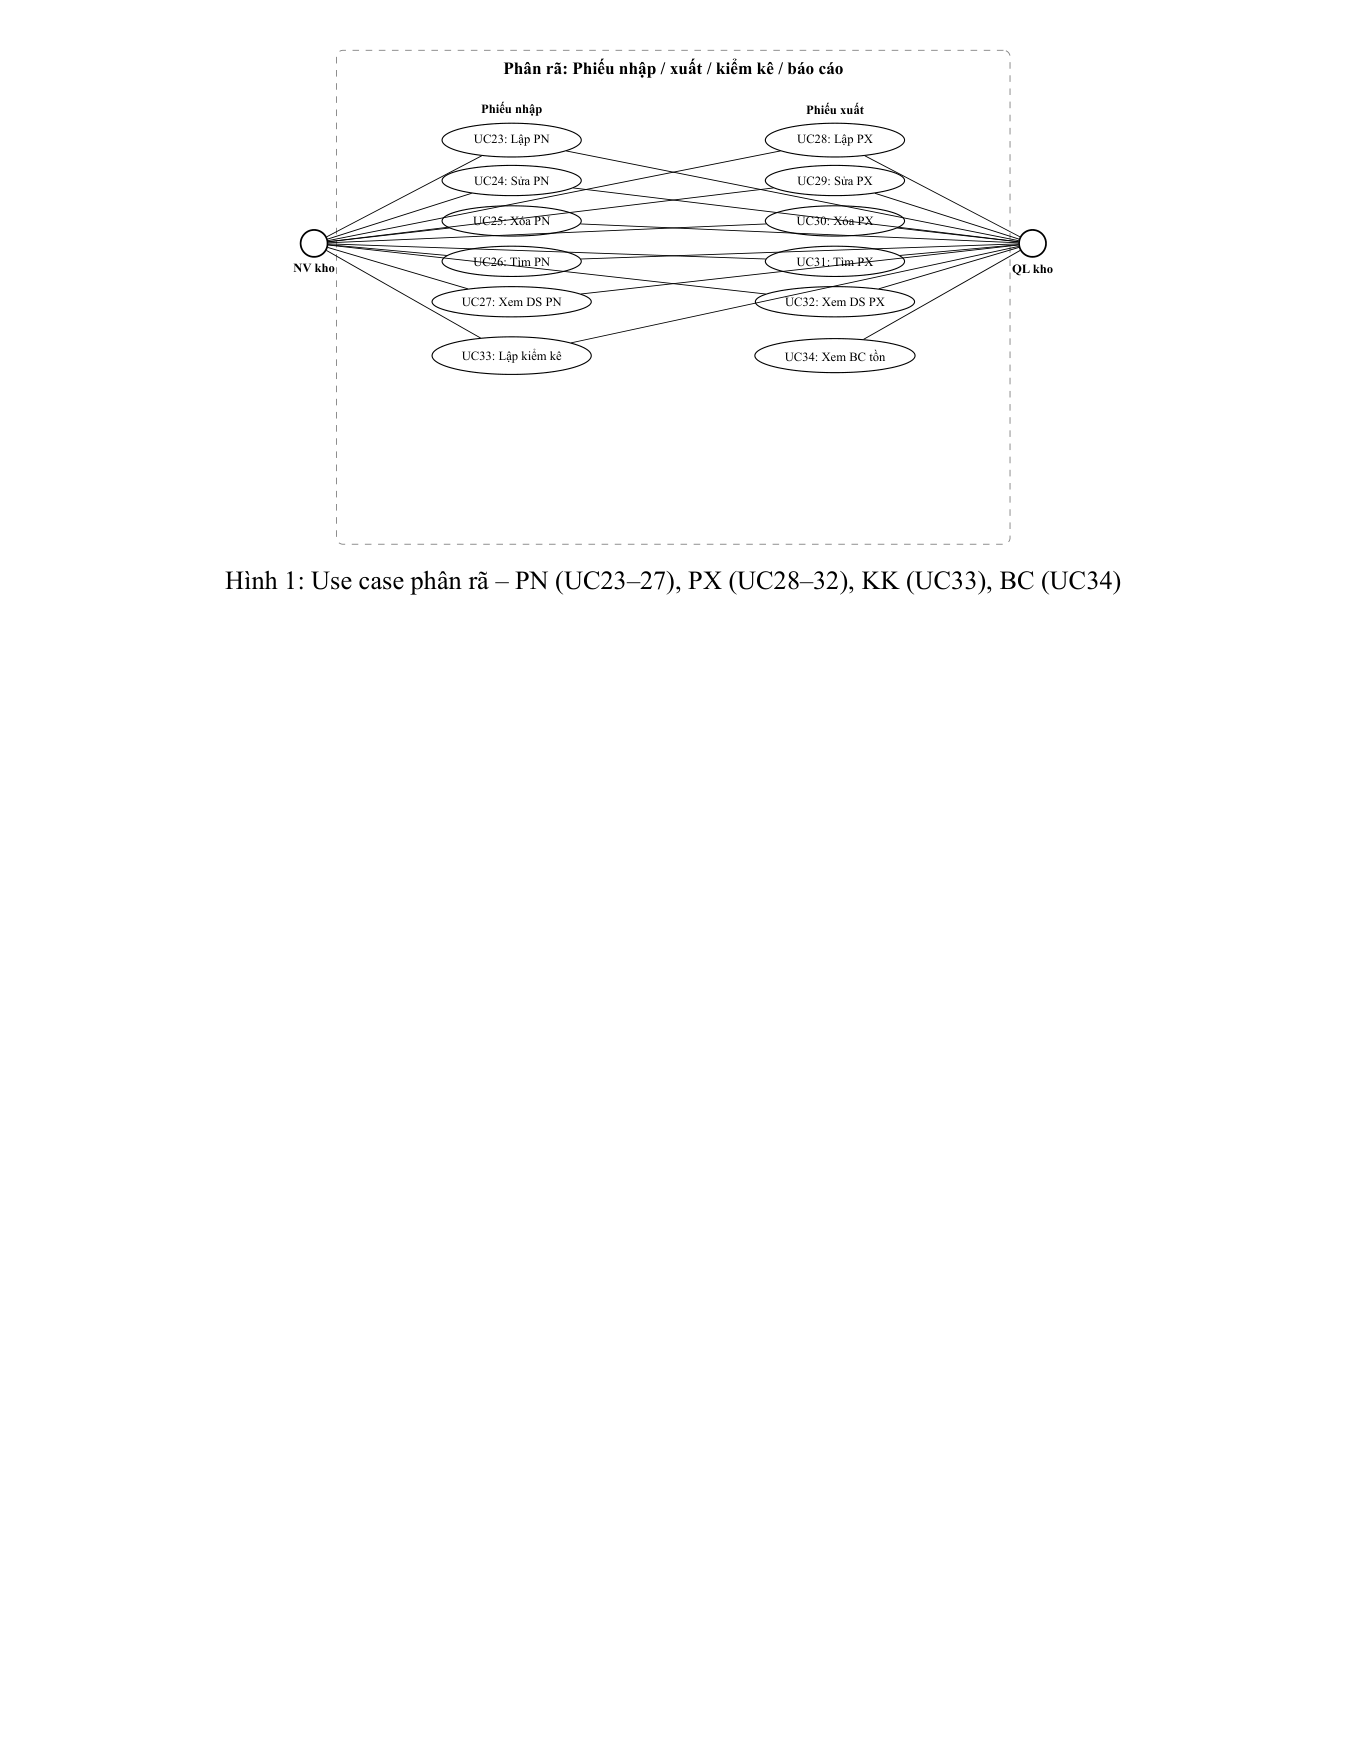 Phân rã: Phiếu nhập / xuất / kiểm kê / báo cáo
Phiếu nhập
Phiếu xuất
UC23: Lập PN
UC28: Lập PX
UC24: Sửa PN
UC29: Sửa PX
UC25: Xóa PN
UC30: Xóa PX
NV kho
QL kho
UC26: Tìm PN
UC31: Tìm PX
UC27: Xem DS PN
UC32: Xem DS PX
UC33: Lập kiểm kê
UC34: Xem BC tồn
Hình 1: Use case phân rã – PN (UC23–27), PX (UC28–32), KK (UC33), BC (UC34)